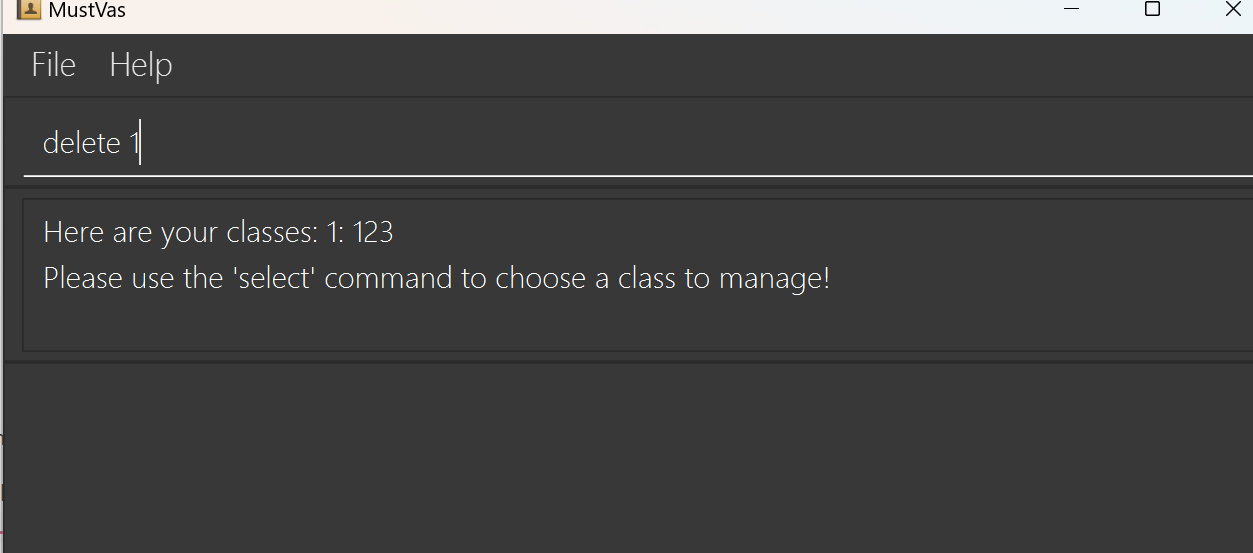 MustVas
File Help
delete 1
Here are your classes: 1: 123
Please use the 'select' command to choose a class to manage!